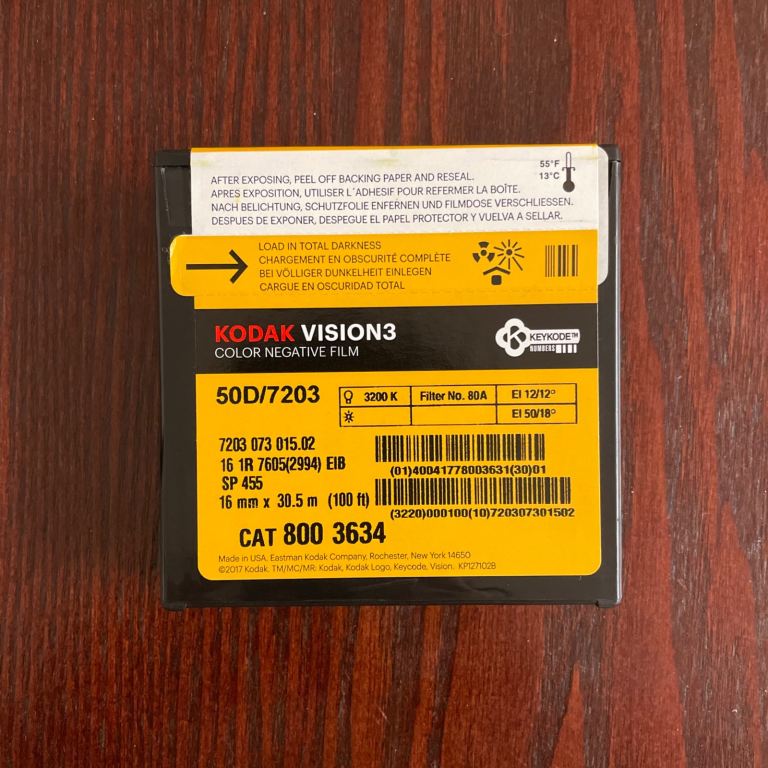 AFTER EXPOSING, PEEL OFF BACKING PAPER AND RESEAL.
APRES EXPOSITION, UTILISER L´ADHESIF POUR REFERMER LA BOÎTE.
NACH BELICHTUNG, SCHUTZFOLIE ENFERNEN UND FILMDOSE VERSCHLIESSEN.
DESPUES DE EXPONER, DESPEGUE EL PAPEL PROTECTOR Y VUELVA A SELLAR.
55°F
13°C
LOAD IN TOTAL DARKNESS
CHARGEMENT EN OBSCURITÉ COMPLÈTE
BEI VÖLLIGER DUNKELHEIT EINLEGEN
CARGUE EN OSCURIDAD TOTAL
KODAK VISION3
COLOR NEGATIVE FILM
K KEYKODE™
NUMBERS
50D/7203
3200 K Filter No. 80A EI 12/12°
EI 50/18°
7203 073 015.02
16 1R 7605(2994) EIB
SP 455
16 mm x 30.5 m (100 ft)
(01)40041778003631(30)01
(3220)000100(10)720307301502
CAT 800 3634
Made in USA. Eastman Kodak Company, Rochester, New York 14650
©2017 Kodak. TM/MC/MR: Kodak, Kodak Logo, Keycode, Vision. KP127102B